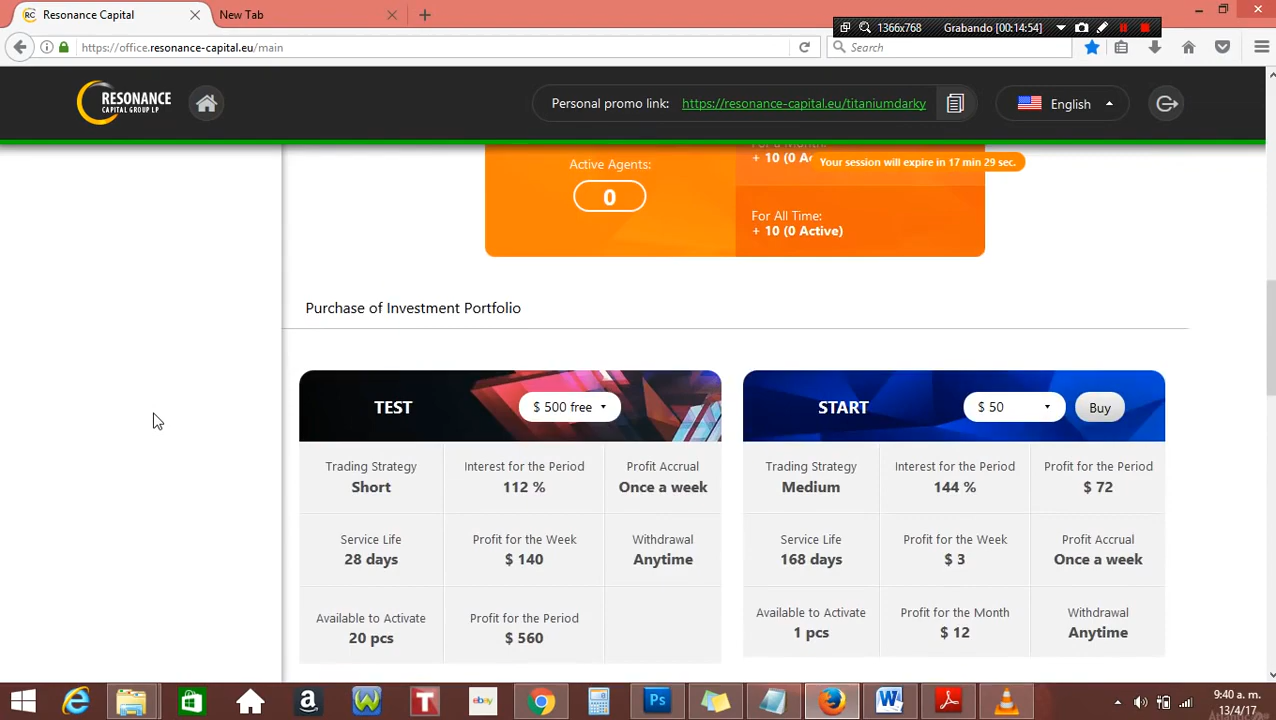 Resonance Capital
New Tab
1366x768
Grabando (00:14:54)
https://office.resonance-capital.eu/main
Search
RESONANCE
CAPITAL GROUP LP
Personal promo link: https://resonance-capital.eu/titaniumdarky
English
Active Agents:
0
+ 10 (0 Ac
Your session will expire in 17 min 29 sec.
For All Time:
+ 10 (0 Active)
Purchase of Investment Portfolio
TEST
$ 500 free
START
$ 50
Buy
Trading Strategy
Short
Interest for the Period
112 %
Profit Accrual
Once a week
Service Life
28 days
Profit for the Week
$ 140
Withdrawal
Anytime
Available to Activate
20 pcs
Profit for the Period
$ 560
Trading Strategy
Medium
Interest for the Period
144 %
Profit for the Period
$ 72
Service Life
168 days
Profit for the Week
$ 3
Profit Accrual
Once a week
Available to Activate
1 pcs
Profit for the Month
$ 12
Withdrawal
Anytime
9:40 a. m.
13/4/17